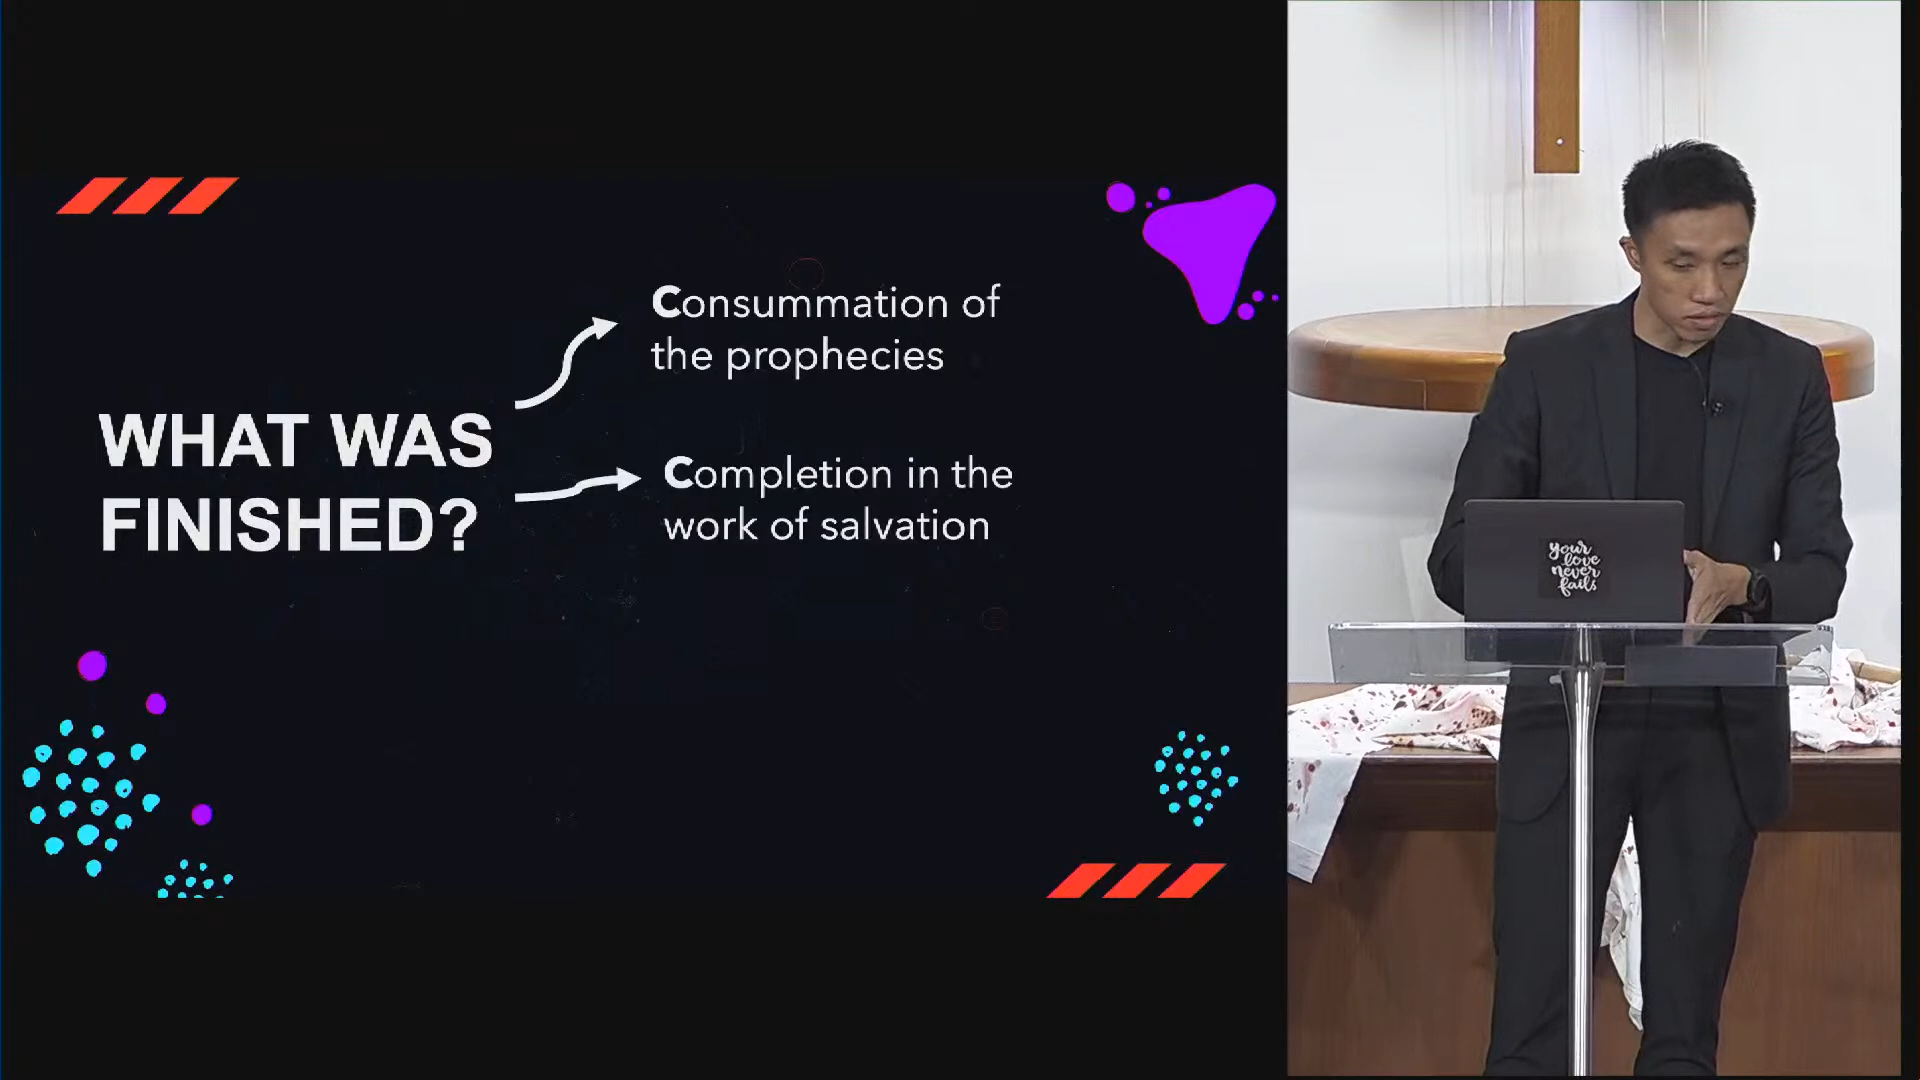 WHAT WAS
FINISHED?
Consummation of
the prophecies
Completion in the
work of salvation
your
love
never
fails